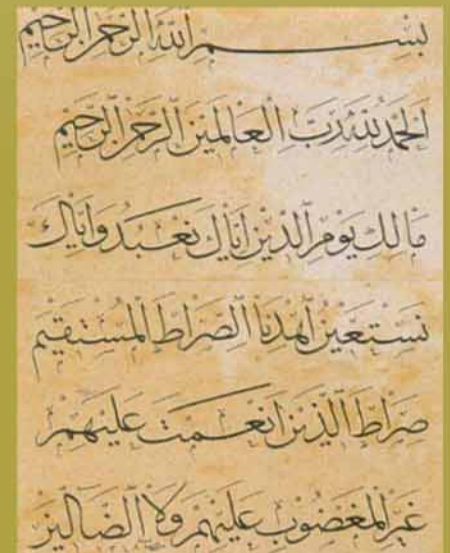 بسم الله الرحمن الرحيم
الحمد لله رب العالمين الرحمن الرحيم
مالك يوم الدين اياك نعبد واياك
نستعين اهدنا الصراط المستقيم
صراط الذين انعمت عليهم
غير المغضوب عليهم ولا الضالين